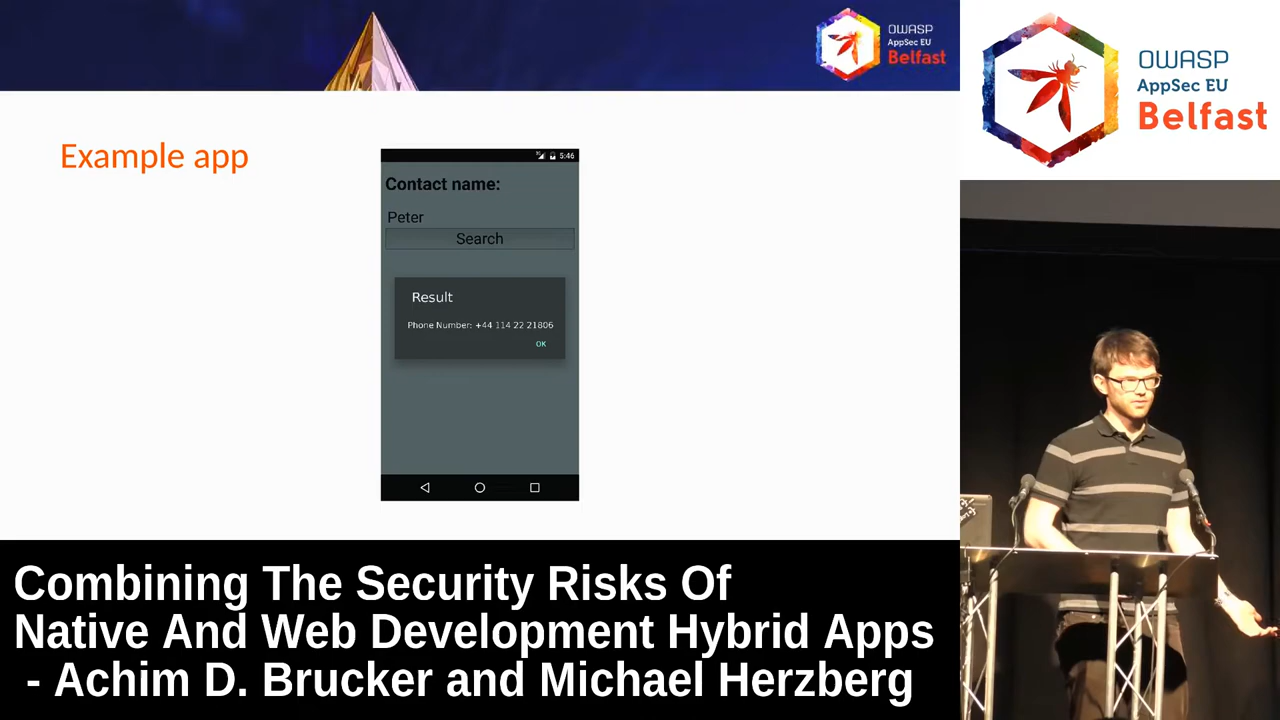 OWASP
AppSec EU
Belfast
OWASP
AppSec EU
Belfast
Example app
5:46
Contact name:
Peter
Search
Result
Phone Number: +44 114 22 21806
OK
Combining The Security Risks Of
Native And Web Development Hybrid Apps
- Achim D. Brucker and Michael Herzberg